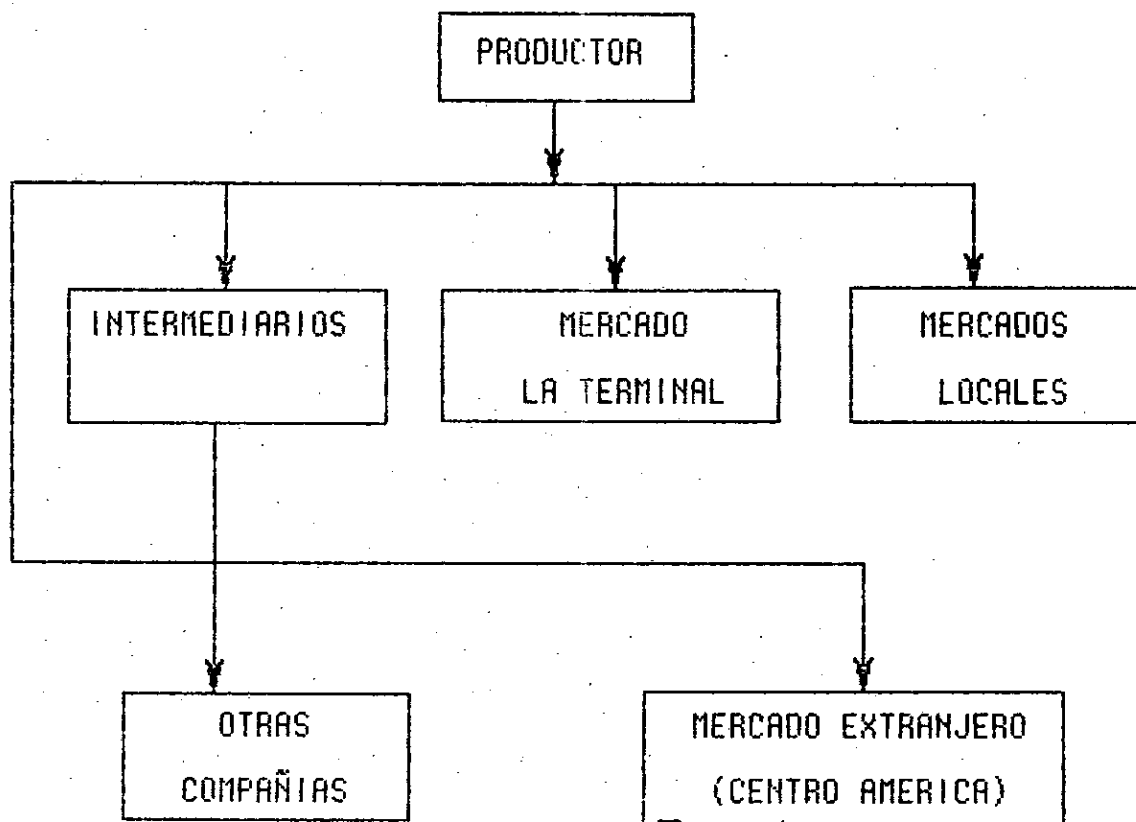 PRODUCTOR
INTERMEDIARIOS
MERCADO
LA TERMINAL
MERCADOS
LOCALES
OTRAS
COMPAÑIAS
MERCADO EXTRANJERO
(CENTRO AMERICA)